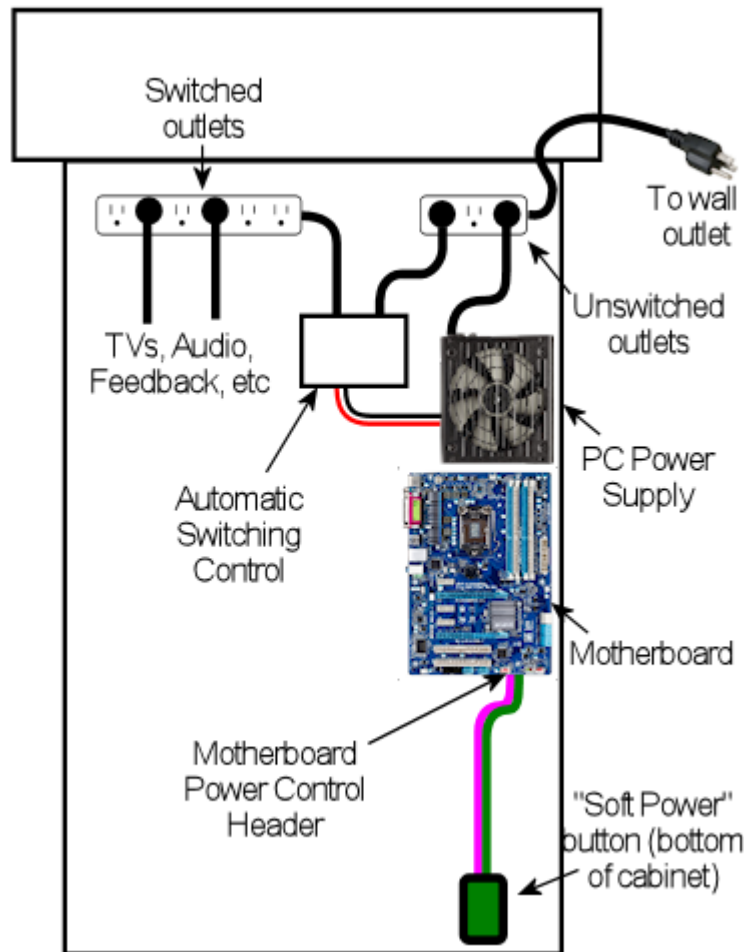 Switched
outlets
To wall
outlet
Unswitched
outlets
TVs, Audio,
Feedback, etc
PC Power
Supply
Automatic
Switching
Control
Motherboard
Motherboard
Power Control
Header
"Soft Power"
button (bottom
of cabinet)